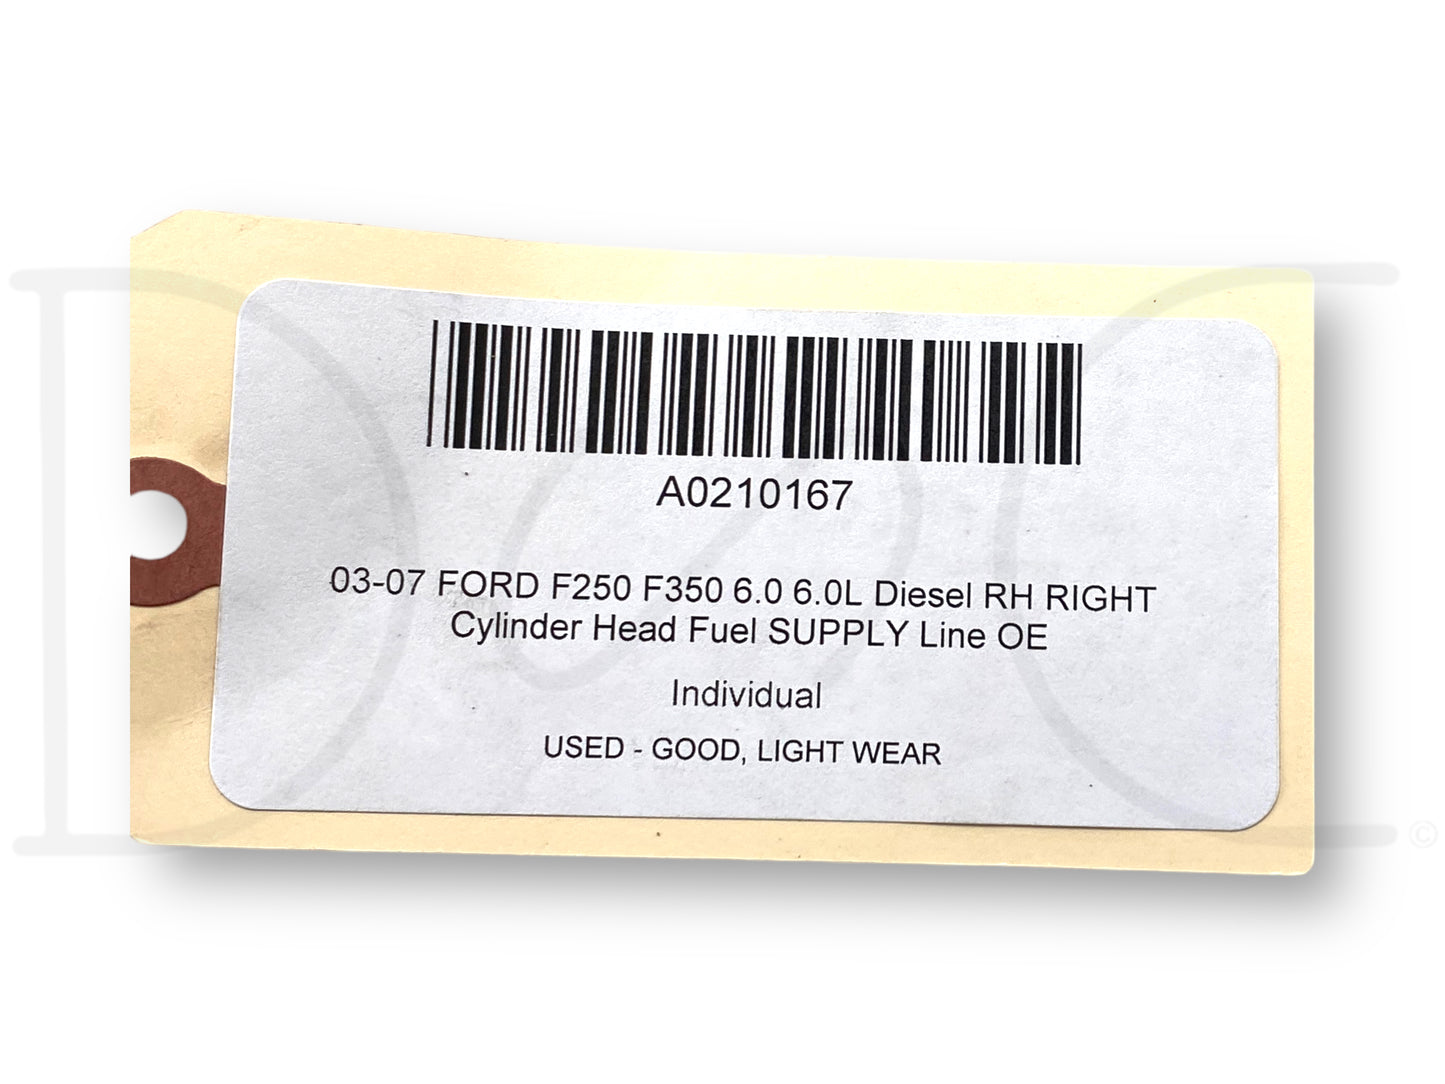 A0210167
03-07 FORD F250 F350 6.0 6.0L Diesel RH RIGHT
Cylinder Head Fuel SUPPLY Line OE
Individual
USED - GOOD, LIGHT WEAR
©